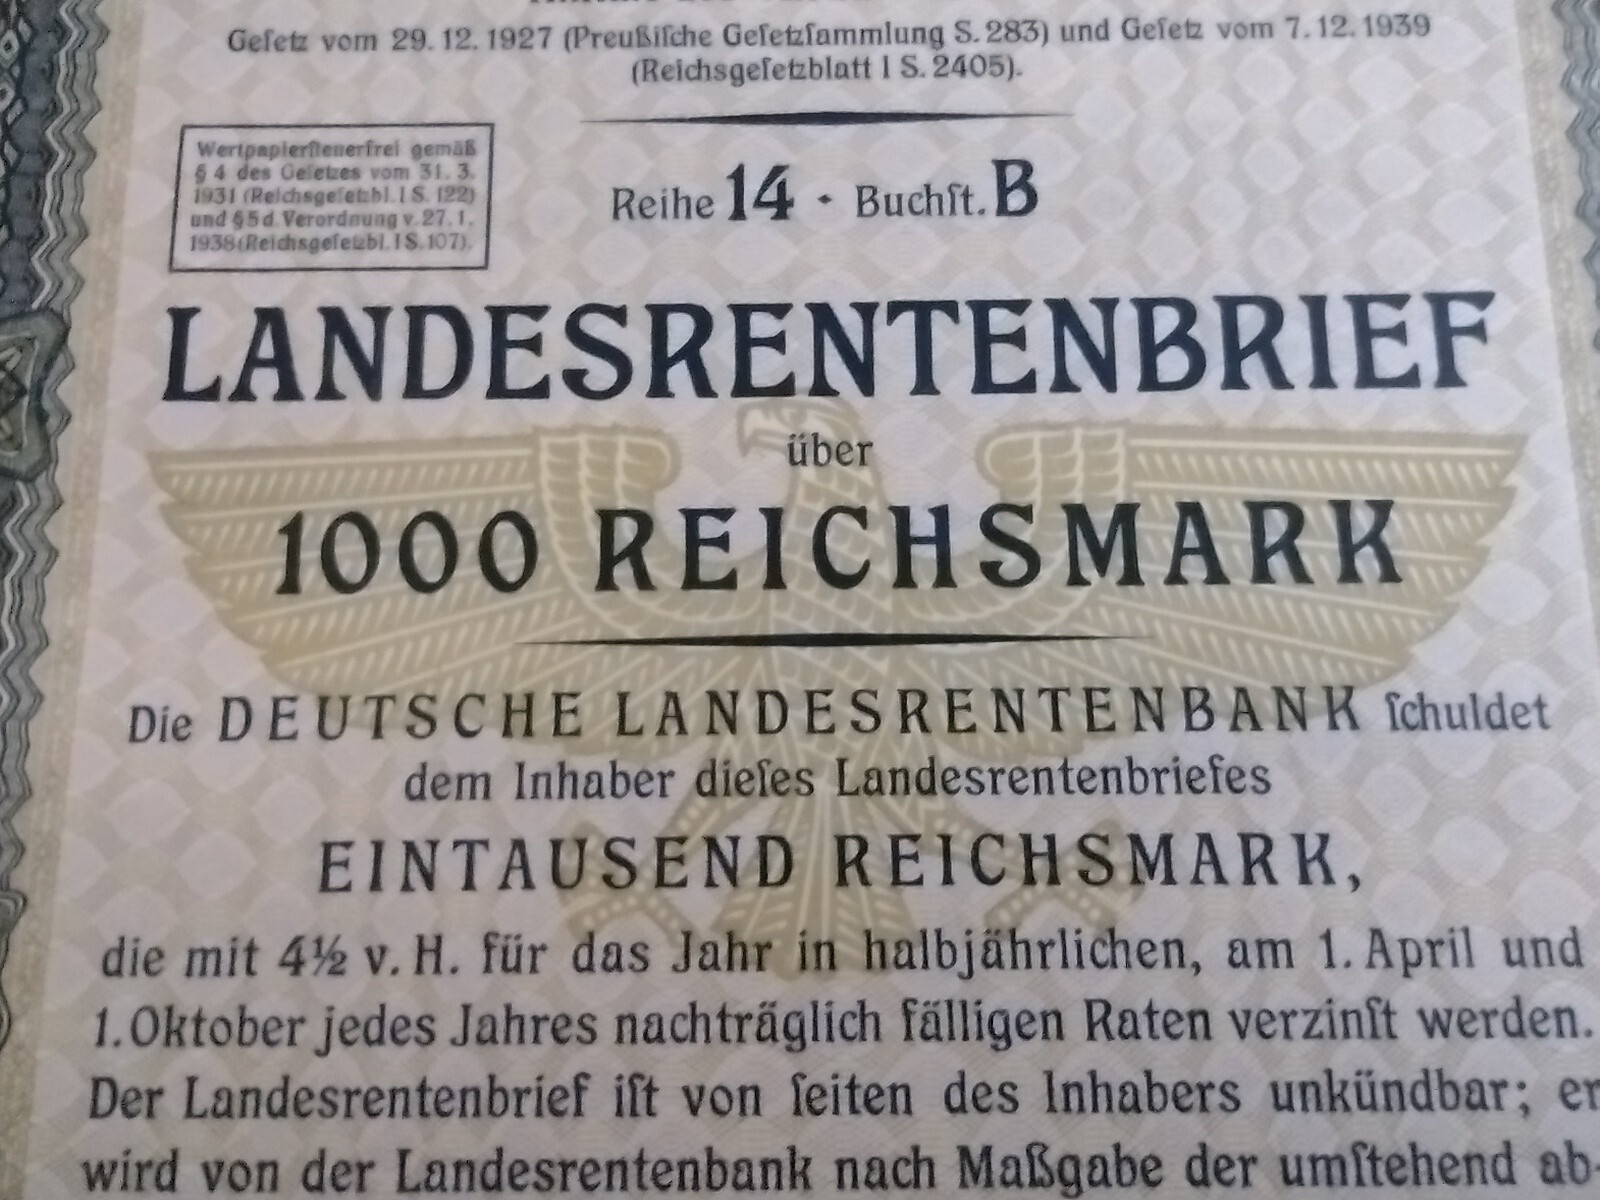 Geſetz vom 29. 12. 1927 (Preußiſche Geſetzſammlung S. 283) und Geſetz vom 7. 12. 1939
(Reichsgeſetzblatt I S. 2405).
Wertpapierſteuerfrei gemäß
§ 4 des Geſetzes vom 31. 3.
1931 (Reichsgeſetzbl. I S. 122)
und § 5 d. Verordnung v. 27. 1.
1938 (Reichsgeſetzbl. I S. 107).
Reihe 14 · Buchſt. B
LANDESRENTENBRIEF
über
1000 REICHSMARK
Die DEUTSCHE LANDESRENTENBANK ſchuldet
dem Inhaber dieſes Landesrentenbriefes
EINTAUSEND REICHSMARK,
die mit 4½ v. H. für das Jahr in halbjährlichen, am 1. April und
1. Oktober jedes Jahres nachträglich fälligen Raten verzinſt werden.
Der Landesrentenbrief iſt von ſeiten des Inhabers unkündbar; er
wird von der Landesrentenbank nach Maßgabe der umſtehend ab-